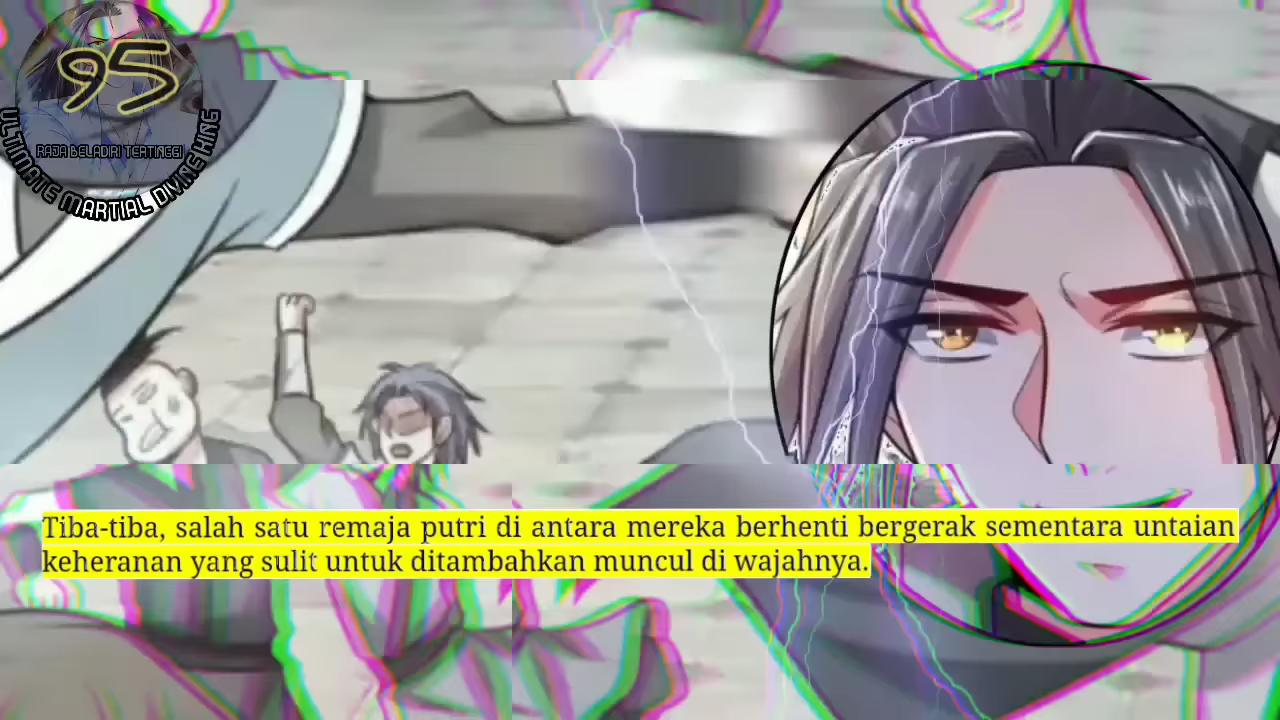 95
RAJA BELADIRI TERTINGGI
ULTIMATE MARTIAL DIVINE KING
Tiba-tiba, salah satu remaja putri di antara mereka berhenti bergerak sementara untaian
keheranan yang sulit untuk ditambahkan muncul di wajahnya.